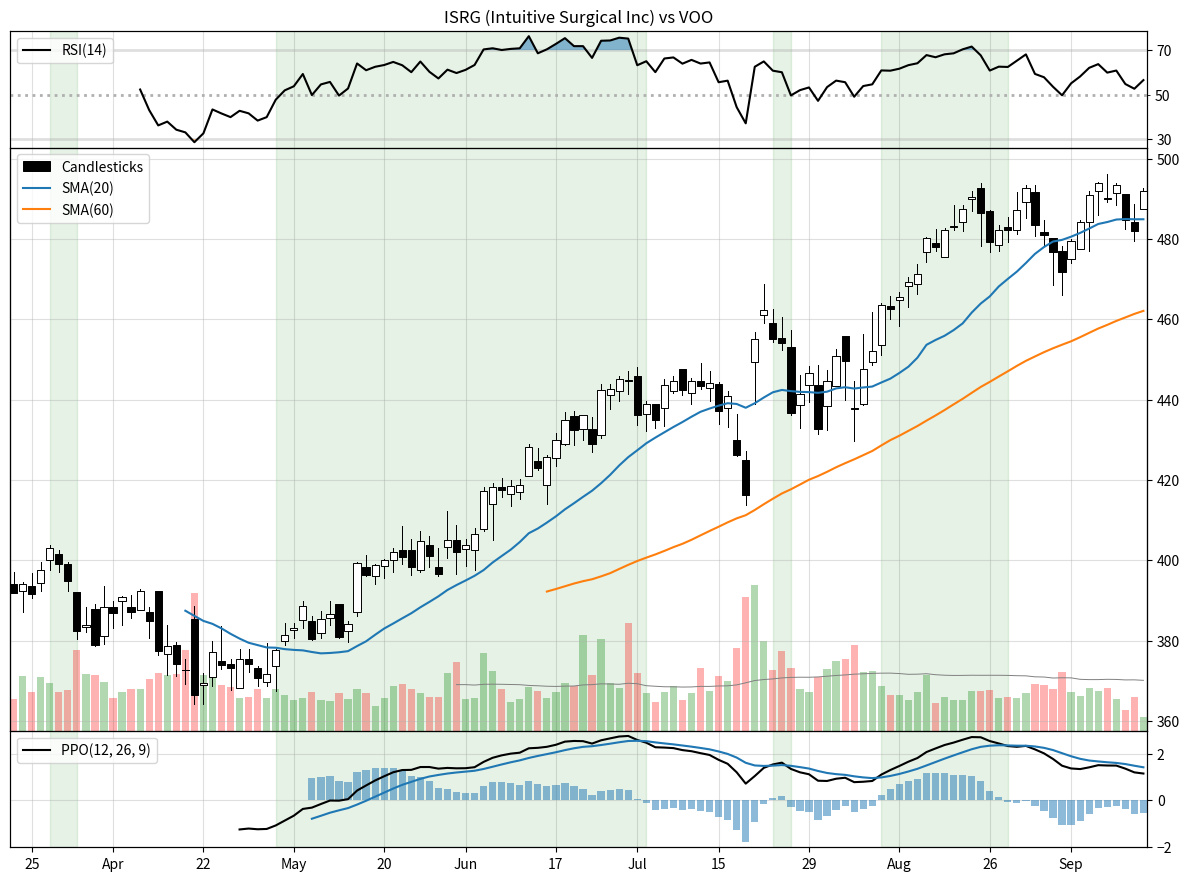 ISRG (Intuitive Surgical Inc) vs VOO
RSI(14)
70
50
30
Candlesticks
SMA(20)
SMA(60)
500
480
460
440
420
400
380
360
PPO(12, 26, 9)
2
0
−2
25 Apr 22 May 20 Jun 17 Jul 15 29 Aug 26 Sep